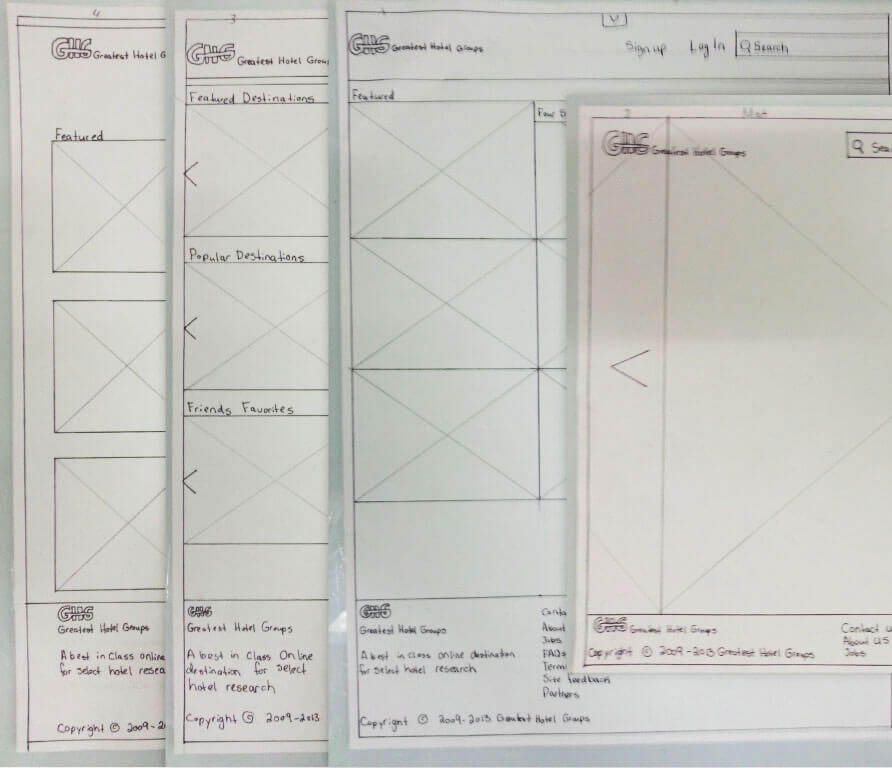 4
GHG Greatest Hotel G
Featured
GHG
Greatest Hotel Groups
A best in class online
for select hotel resea
Copyright © 2009-2
3
GHG Greatest Hotel Grou
Featured Destinations
<
Popular Destinations
<
Friends Favorites
<
GHG
Greatest Hotel Groups
A best in Class Online
destination for select
hotel research
Copyright © 2009-2013
1
GHG Greatest Hotel Groups
Sign up Log In Search
Featured
Four S
GHG
Greatest Hotel Groups
A best in class online destination
for select hotel research
Copyright © 2009-2013 Greatest Hotel Groups
Conta
About
Jobs
FAQs
Term
Site feedback
Partners
2
GHG Greatest Hotel Groups
Sea
<
GHG Greatest Hotel Groups
Copyright © 2009-2013 Greatest Hotel Groups
Contact u
About us
Jobs